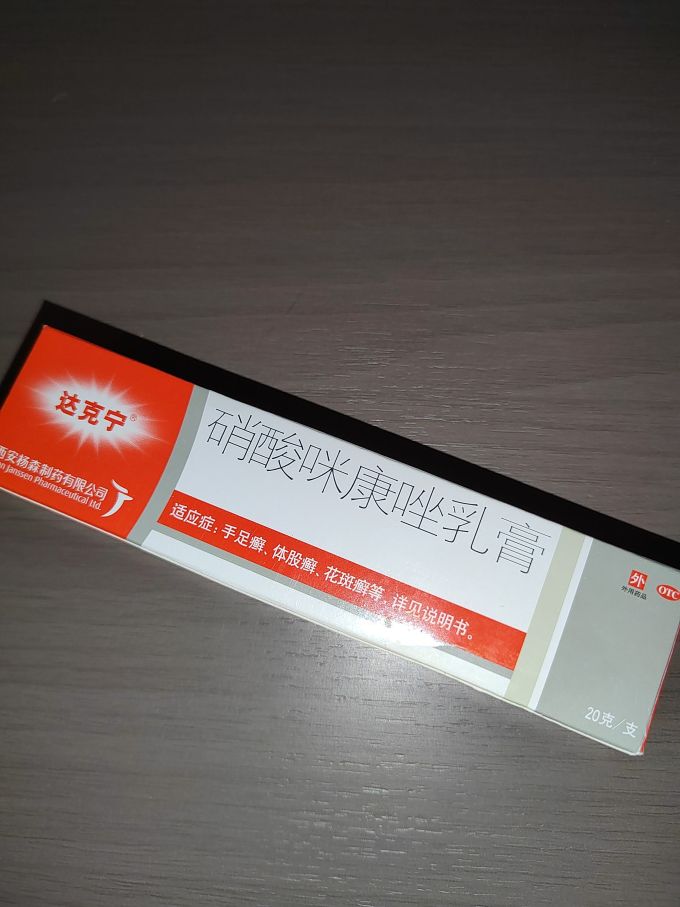 达克宁®
西安杨森制药有限公司
an Janssen Pharmaceutical Ltd.
硝酸咪康唑乳膏
适应症:手足癣、体股癣、花斑癣等,详见说明书。
外
外用药品
OTC
20克/支